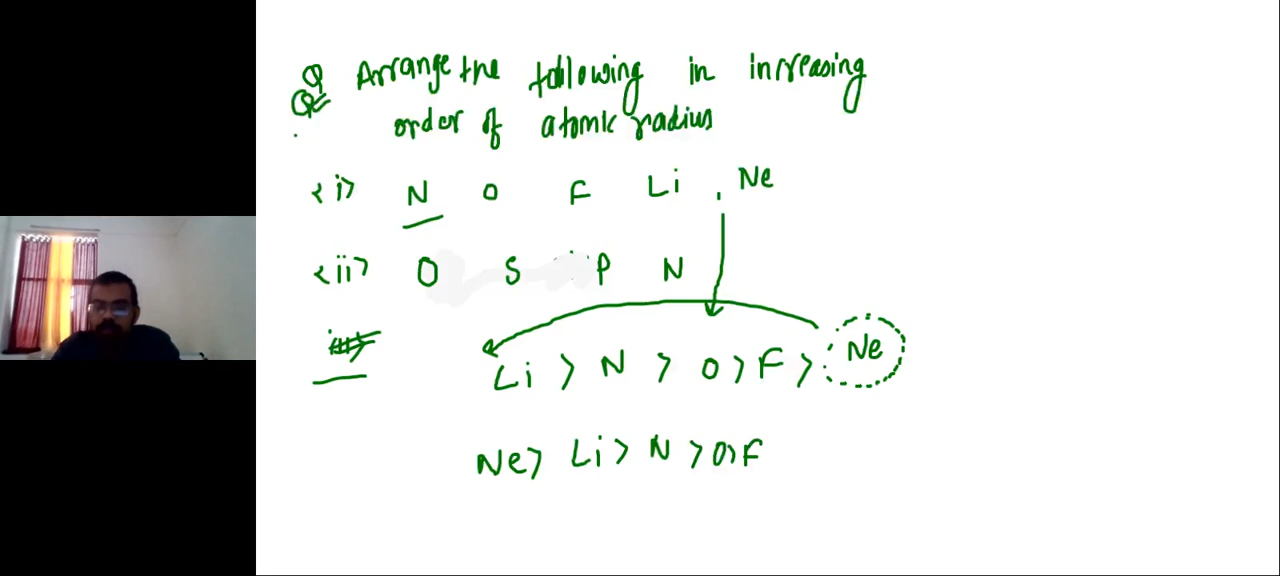 Q Arrange the following in increasing
order of atomic radius
<i> N O F Li , Ne
<ii> O S P N
Li > N > O > F > Ne
Ne > Li > N > O > F